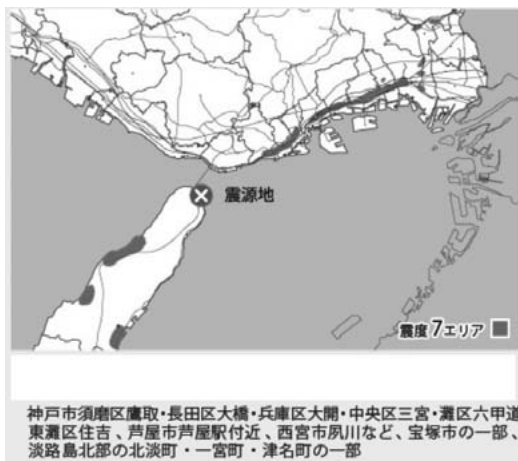 震源地
震度7エリア
神戸市須磨区鷹取・長田区大橋・兵庫区大開・中央区三宮・灘区六甲道
東灘区住吉、芦屋市芦屋駅付近、西宮市夙川など、宝塚市の一部、
淡路島北部の北淡町・一宮町・津名町の一部